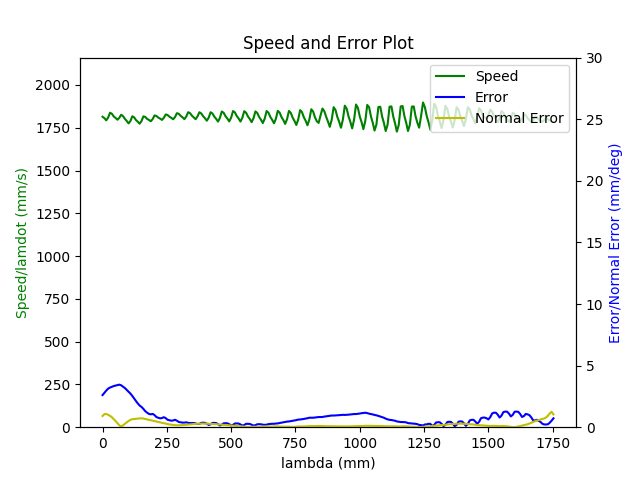 Speed and Error Plot
Speed
Error
Normal Error
2000
1750
1500
1250
1000
750
500
250
0
30
25
20
15
10
5
0
Speed/lamdot (mm/s)
Error/Normal Error (mm/deg)
0 250 500 750 1000 1250 1500 1750
lambda (mm)